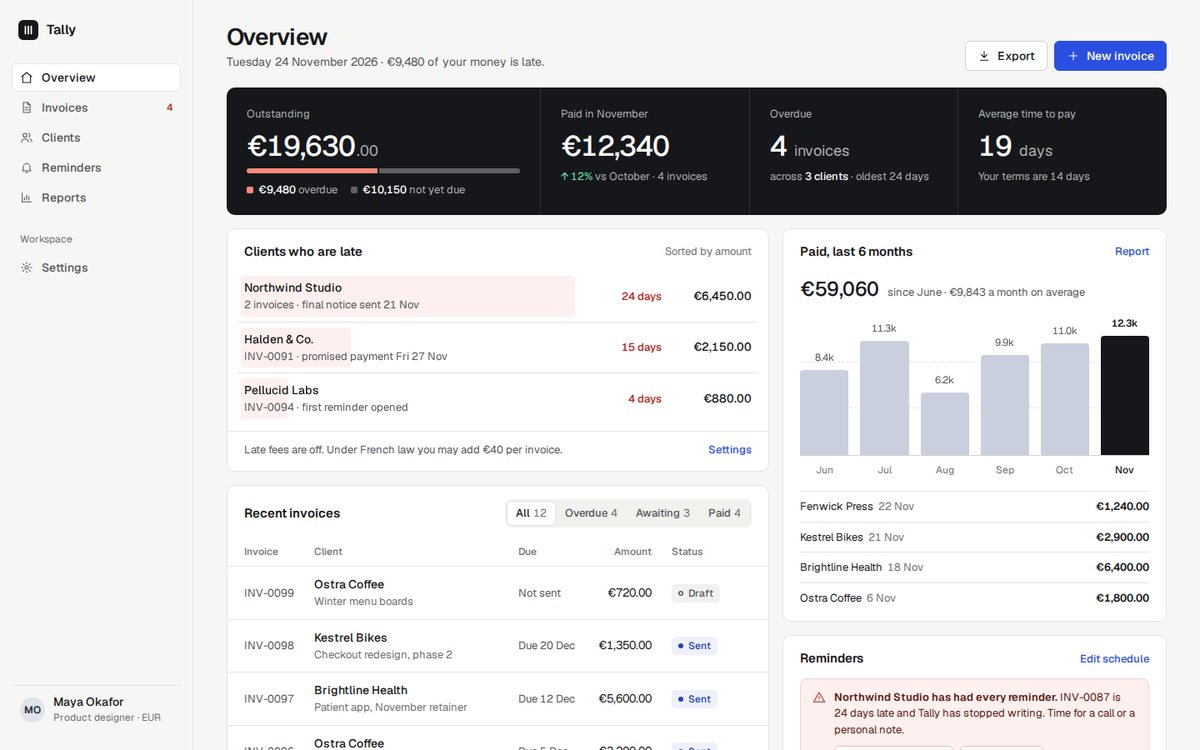 Tally
Overview
Invoices 4
Clients
Reminders
Reports
Workspace
Settings
MO
Maya Okafor
Product designer · EUR
Overview
Tuesday 24 November 2026 · €9,480 of your money is late.
Export
New invoice
Outstanding
€19,630.00
€9,480 overdue €10,150 not yet due
Paid in November
€12,340
↑12% vs October · 4 invoices
Overdue
4 invoices
across 3 clients · oldest 24 days
Average time to pay
19 days
Your terms are 14 days
Clients who are late Sorted by amount
Northwind Studio
2 invoices · final notice sent 21 Nov
24 days €6,450.00
Halden & Co.
INV-0091 · promised payment Fri 27 Nov
15 days €2,150.00
Pellucid Labs
INV-0094 · first reminder opened
4 days €880.00
Late fees are off. Under French law you may add €40 per invoice. Settings
Recent invoices All 12 Overdue 4 Awaiting 3 Paid 4
Invoice Client Due Amount Status
INV-0099 Ostra Coffee Not sent €720.00 Draft
Winter menu boards
INV-0098 Kestrel Bikes Due 20 Dec €1,350.00 Sent
Checkout redesign, phase 2
INV-0097 Brightline Health Due 12 Dec €5,600.00 Sent
Patient app, November retainer
Ostra Coffee
Paid, last 6 months Report
€59,060 since June · €9,843 a month on average
8.4k 11.3k 6.2k 9.9k 11.0k 12.3k
Jun Jul Aug Sep Oct Nov
Fenwick Press 22 Nov €1,240.00
Kestrel Bikes 21 Nov €2,900.00
Brightline Health 18 Nov €6,400.00
Ostra Coffee 6 Nov €1,800.00
Reminders Edit schedule
Northwind Studio has had every reminder. INV-0087 is
24 days late and Tally has stopped writing. Time for a call or a
personal note.